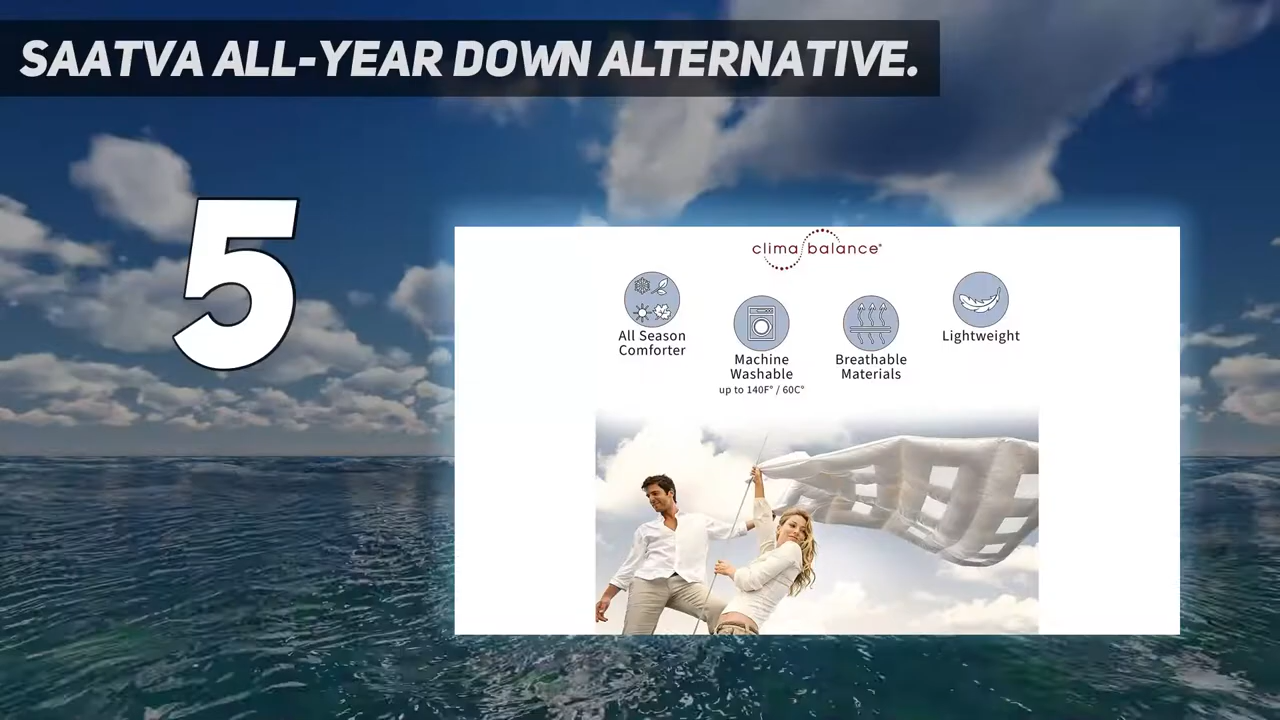 SAATVA ALL-YEAR DOWN ALTERNATIVE.
5
clima balance®
All Season
Comforter
Machine
Washable
up to 140F° / 60C°
Breathable
Materials
Lightweight